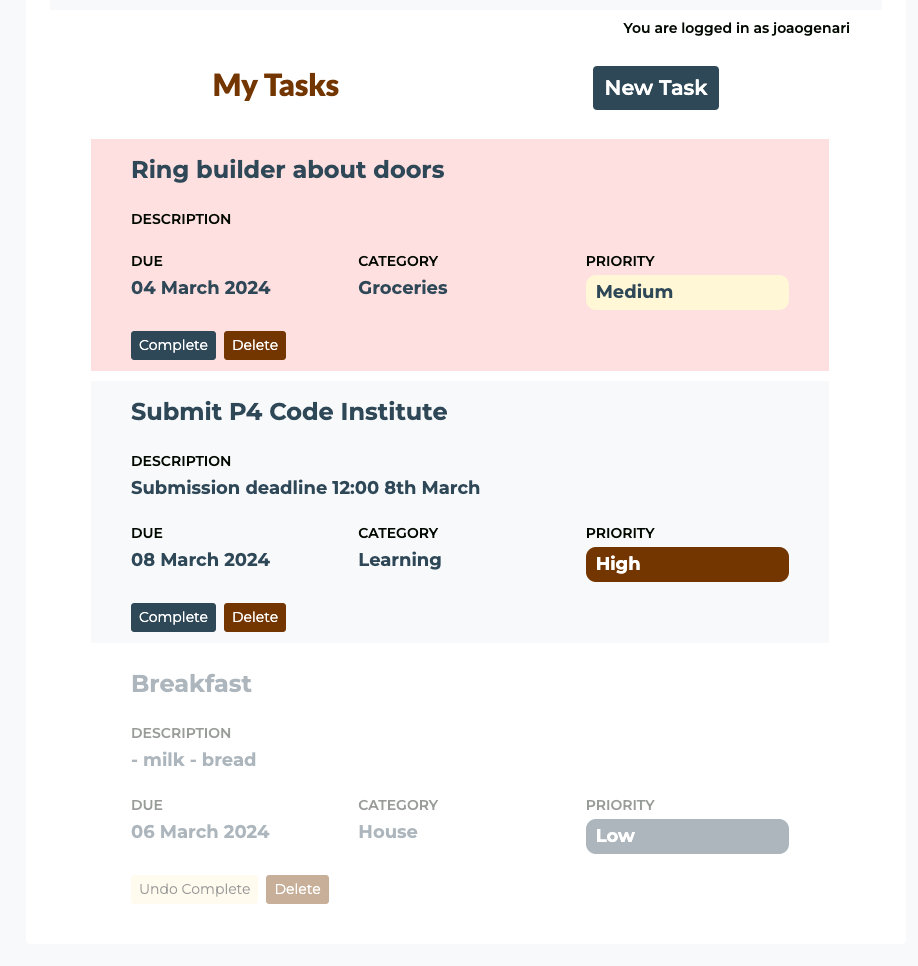 You are logged in as joaogenari
My Tasks
New Task
Ring builder about doors
DESCRIPTION
DUE
CATEGORY
PRIORITY
04 March 2024
Groceries
Medium
Complete
Delete
Submit P4 Code Institute
DESCRIPTION
Submission deadline 12:00 8th March
DUE
CATEGORY
PRIORITY
08 March 2024
Learning
High
Complete
Delete
Breakfast
DESCRIPTION
- milk - bread
DUE
CATEGORY
PRIORITY
06 March 2024
House
Low
Undo Complete
Delete